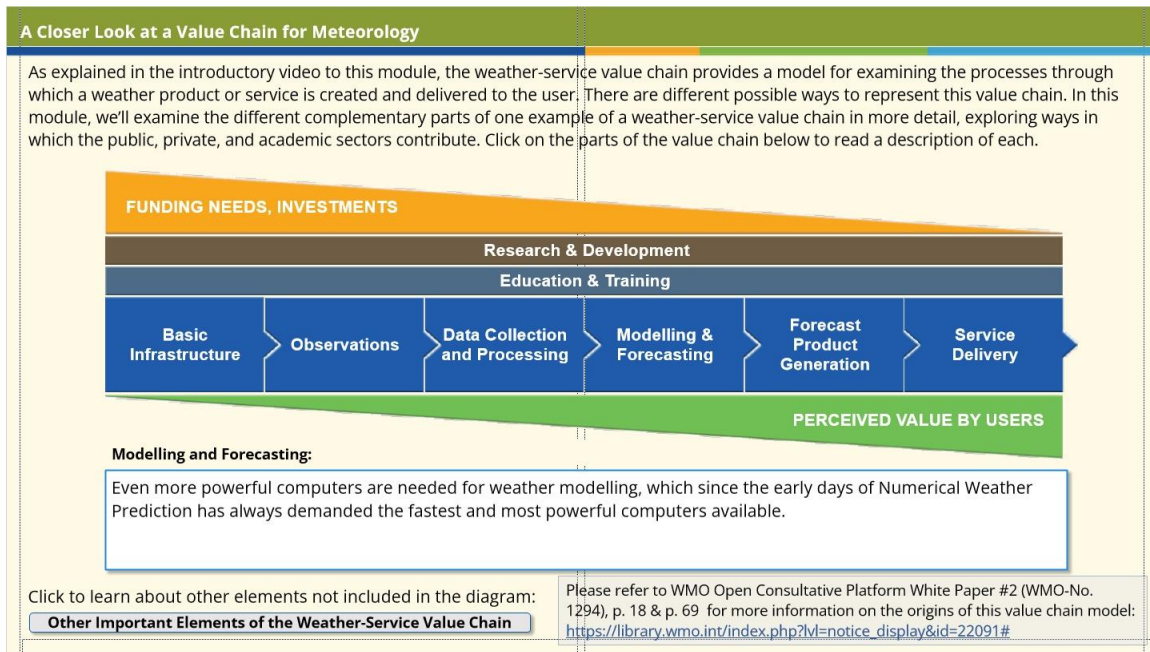 A Closer Look at a Value Chain for Meteorology
As explained in the introductory video to this module, the weather-service value chain provides a model for examining the processes through
which a weather product or service is created and delivered to the user. There are different possible ways to represent this value chain. In this
module, we'll examine the different complementary parts of one example of a weather-service value chain in more detail, exploring ways in
which the public, private, and academic sectors contribute. Click on the parts of the value chain below to read a description of each.
FUNDING NEEDS, INVESTMENTS
Research & Development
Education & Training
Basic
Infrastructure
Observations
Data Collection
and Processing
Modelling &
Forecasting
Forecast
Product
Generation
Service
Delivery
PERCEIVED VALUE BY USERS
Modelling and Forecasting:
Even more powerful computers are needed for weather modelling, which since the early days of Numerical Weather
Prediction has always demanded the fastest and most powerful computers available.
Click to learn about other elements not included in the diagram:
Other Important Elements of the Weather-Service Value Chain
Please refer to WMO Open Consultative Platform White Paper #2 (WMO-No.
1294), p. 18 & p. 69 for more information on the origins of this value chain model:
https://library.wmo.int/index.php?lvl=notice_display&id=22091#